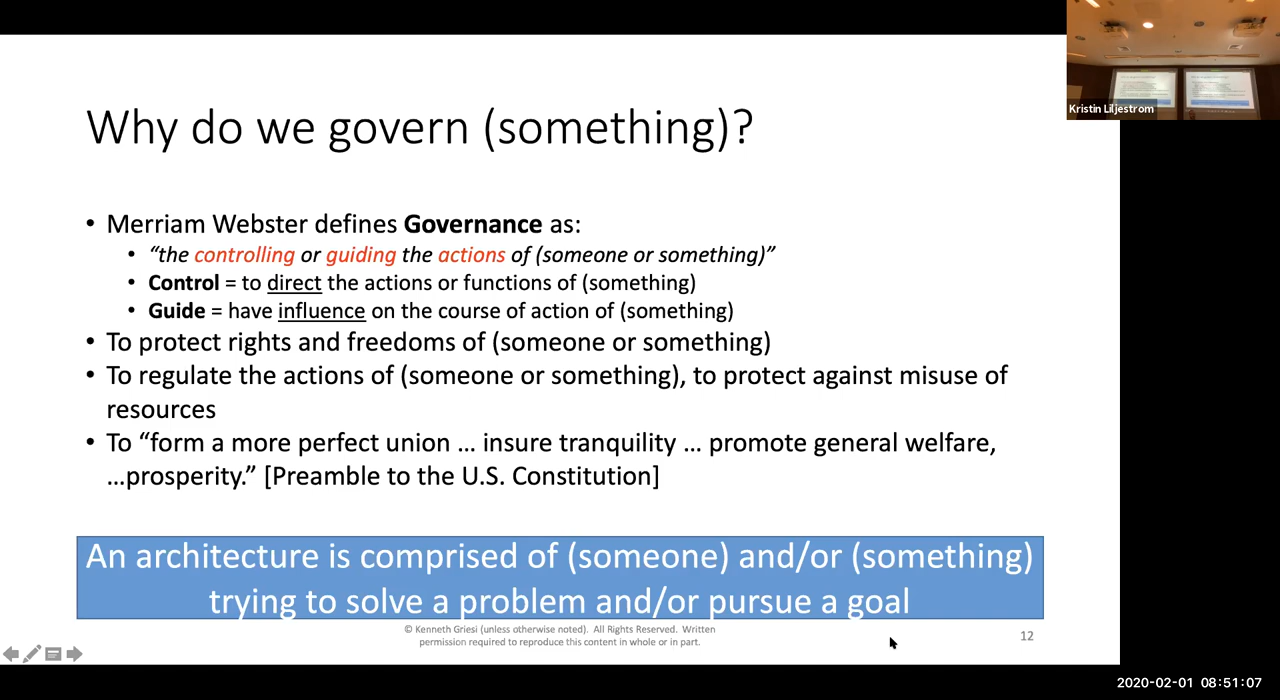 Kristin Liljestrom
Why do we govern (something)?
• Merriam Webster defines Governance as:
• “the controlling or guiding the actions of (someone or something)”
• Control = to direct the actions or functions of (something)
• Guide = have influence on the course of action of (something)
• To protect rights and freedoms of (someone or something)
• To regulate the actions of (someone or something), to protect against misuse of
resources
• To “form a more perfect union … insure tranquility … promote general welfare,
…prosperity.” [Preamble to the U.S. Constitution]
An architecture is comprised of (someone) and/or (something)
trying to solve a problem and/or pursue a goal
© Kenneth Griesi (unless otherwise noted). All Rights Reserved. Written
permission required to reproduce this content in whole or in part.
12
2020-02-01 08:51:07